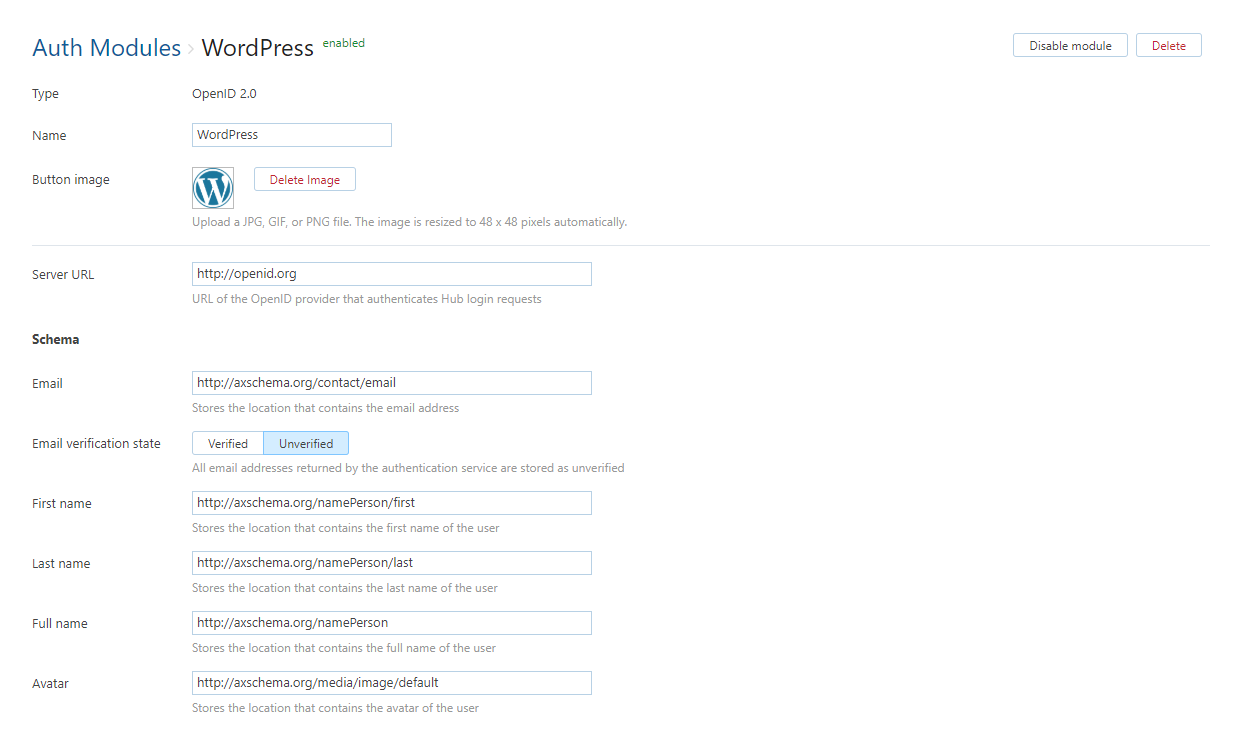 Auth Modules › WordPress enabled
Disable module Delete
Type OpenID 2.0
Name WordPress
Button image Delete Image
Upload a JPG, GIF, or PNG file. The image is resized to 48 x 48 pixels automatically.
Server URL http://openid.org
URL of the OpenID provider that authenticates Hub login requests
Schema
Email http://axschema.org/contact/email
Stores the location that contains the email address
Email verification state Verified Unverified
All email addresses returned by the authentication service are stored as unverified
First name http://axschema.org/namePerson/first
Stores the location that contains the first name of the user
Last name http://axschema.org/namePerson/last
Stores the location that contains the last name of the user
Full name http://axschema.org/namePerson
Stores the location that contains the full name of the user
Avatar http://axschema.org/media/image/default
Stores the location that contains the avatar of the user